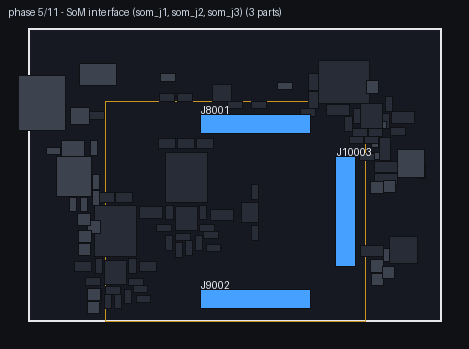 phase 5/11 - SoM interface (som_j1, som_j2, som_j3) (3 parts)
J8001
J10003
J9002